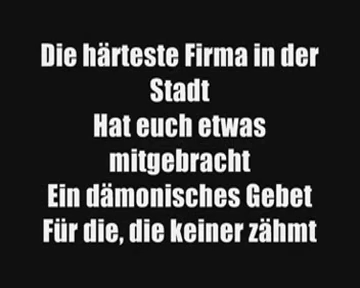 Die härteste Firma in der
Stadt
Hat euch etwas
mitgebracht
Ein dämonisches Gebet
Für die, die keiner zähmt